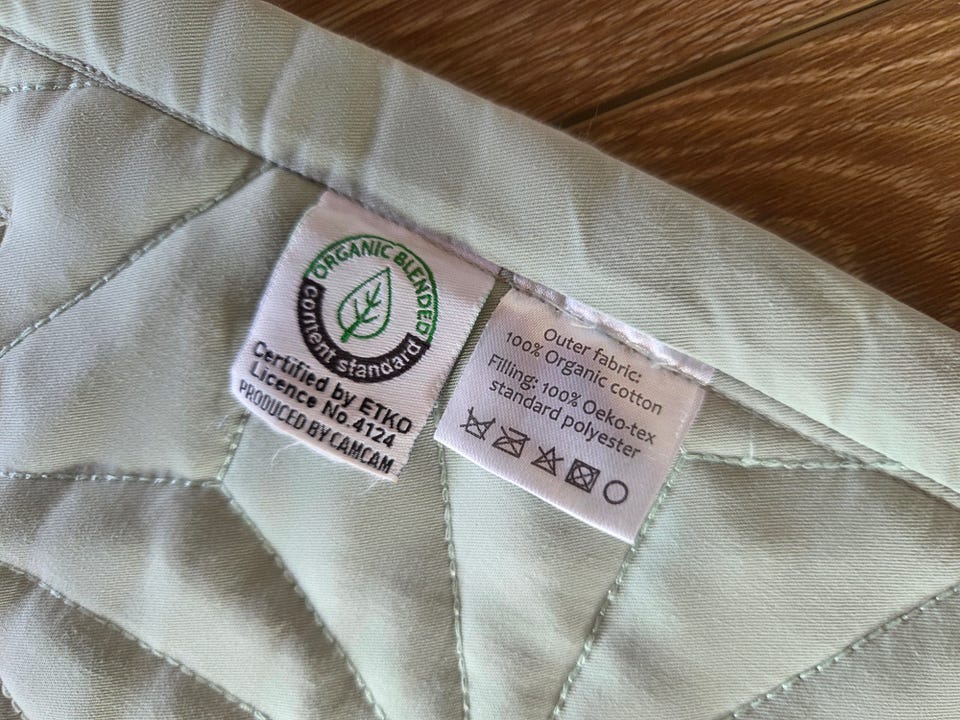 ORGANIC BLENDED
content standard
Certified by ETKO
Licence No.4124
PRODUCED BY CAMCAM
Outer fabric:
100% Organic cotton
Filling: 100% Oeko-tex
standard polyester